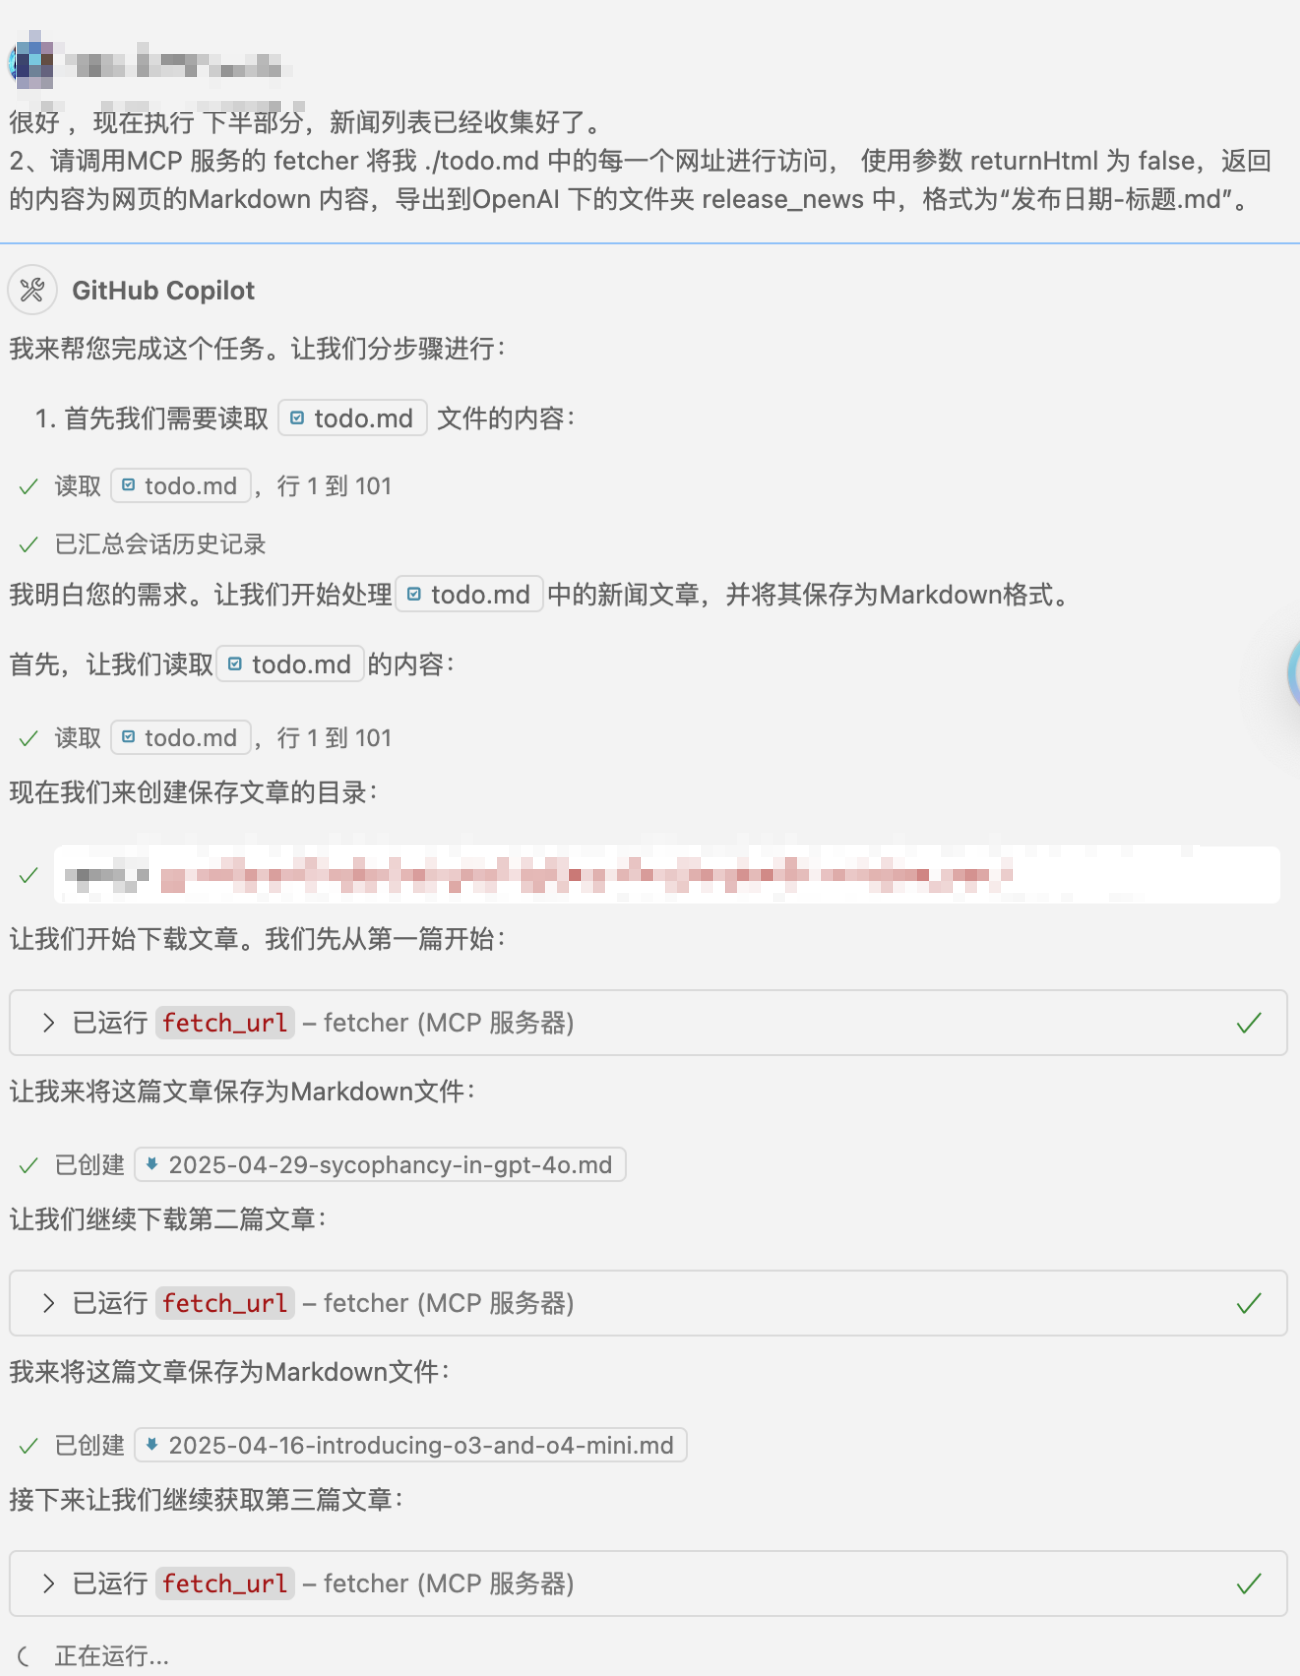 很好 ，现在执行 下半部分，新闻列表已经收集好了。
2、请调用MCP 服务的 fetcher 将我 ./todo.md 中的每一个网址进行访问， 使用参数 returnHtml 为 false，返回
的内容为网页的Markdown 内容，导出到OpenAI 下的文件夹 release_news 中，格式为“发布日期-标题.md”。
GitHub Copilot
我来帮您完成这个任务。让我们分步骤进行：
1. 首先我们需要读取 todo.md 文件的内容：
读取 todo.md ，行 1 到 101
已汇总会话历史记录
我明白您的需求。让我们开始处理 todo.md 中的新闻文章，并将其保存为Markdown格式。
首先，让我们读取 todo.md 的内容：
读取 todo.md ，行 1 到 101
现在我们来创建保存文章的目录：
让我们开始下载文章。我们先从第一篇开始：
已运行 fetch_url – fetcher (MCP 服务器)
让我来将这篇文章保存为Markdown文件：
已创建 2025-04-29-sycophancy-in-gpt-4o.md
让我们继续下载第二篇文章：
已运行 fetch_url – fetcher (MCP 服务器)
我来将这篇文章保存为Markdown文件：
已创建 2025-04-16-introducing-o3-and-o4-mini.md
接下来让我们继续获取第三篇文章：
已运行 fetch_url – fetcher (MCP 服务器)
正在运行...